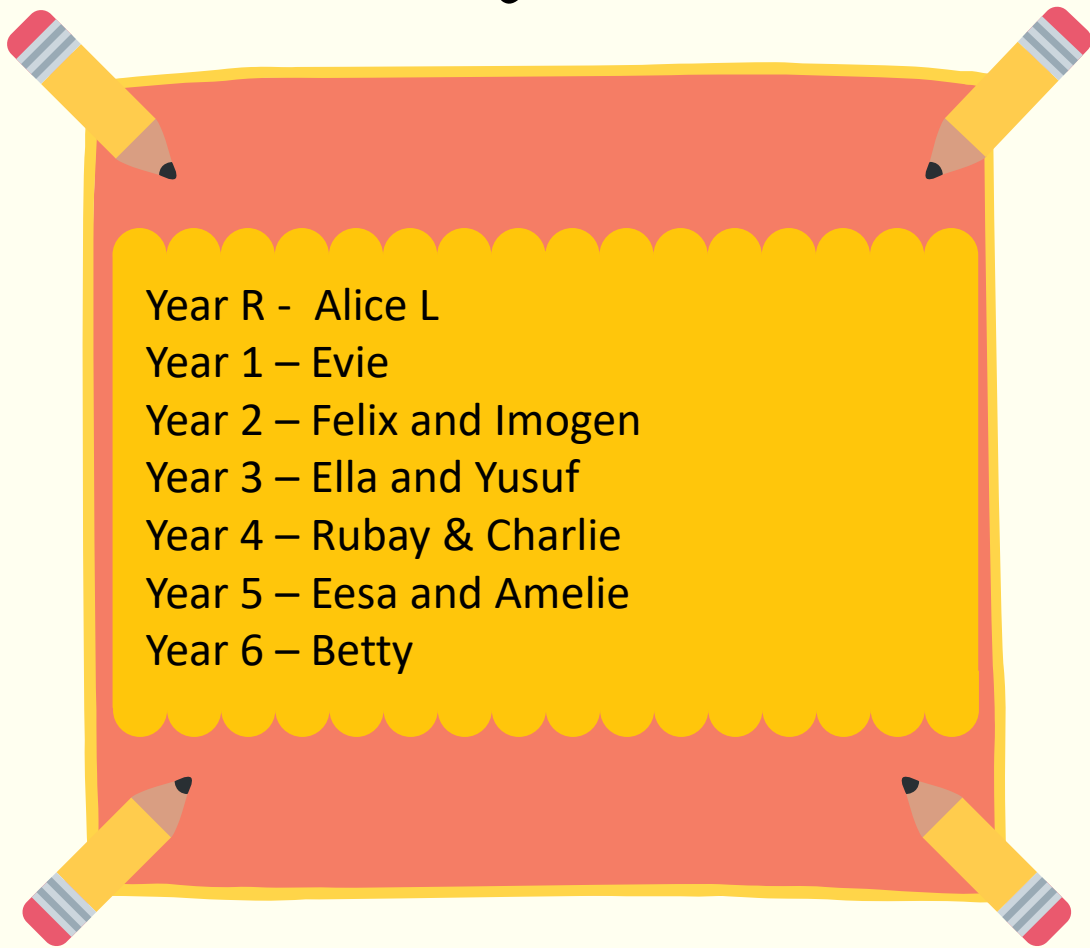 Year R -  Alice L
Year 1 – Evie
Year 2 – Felix and Imogen
Year 3 – Ella and Yusuf
Year 4 – Rubay & Charlie
Year 5 – Eesa and Amelie
Year 6 – Betty